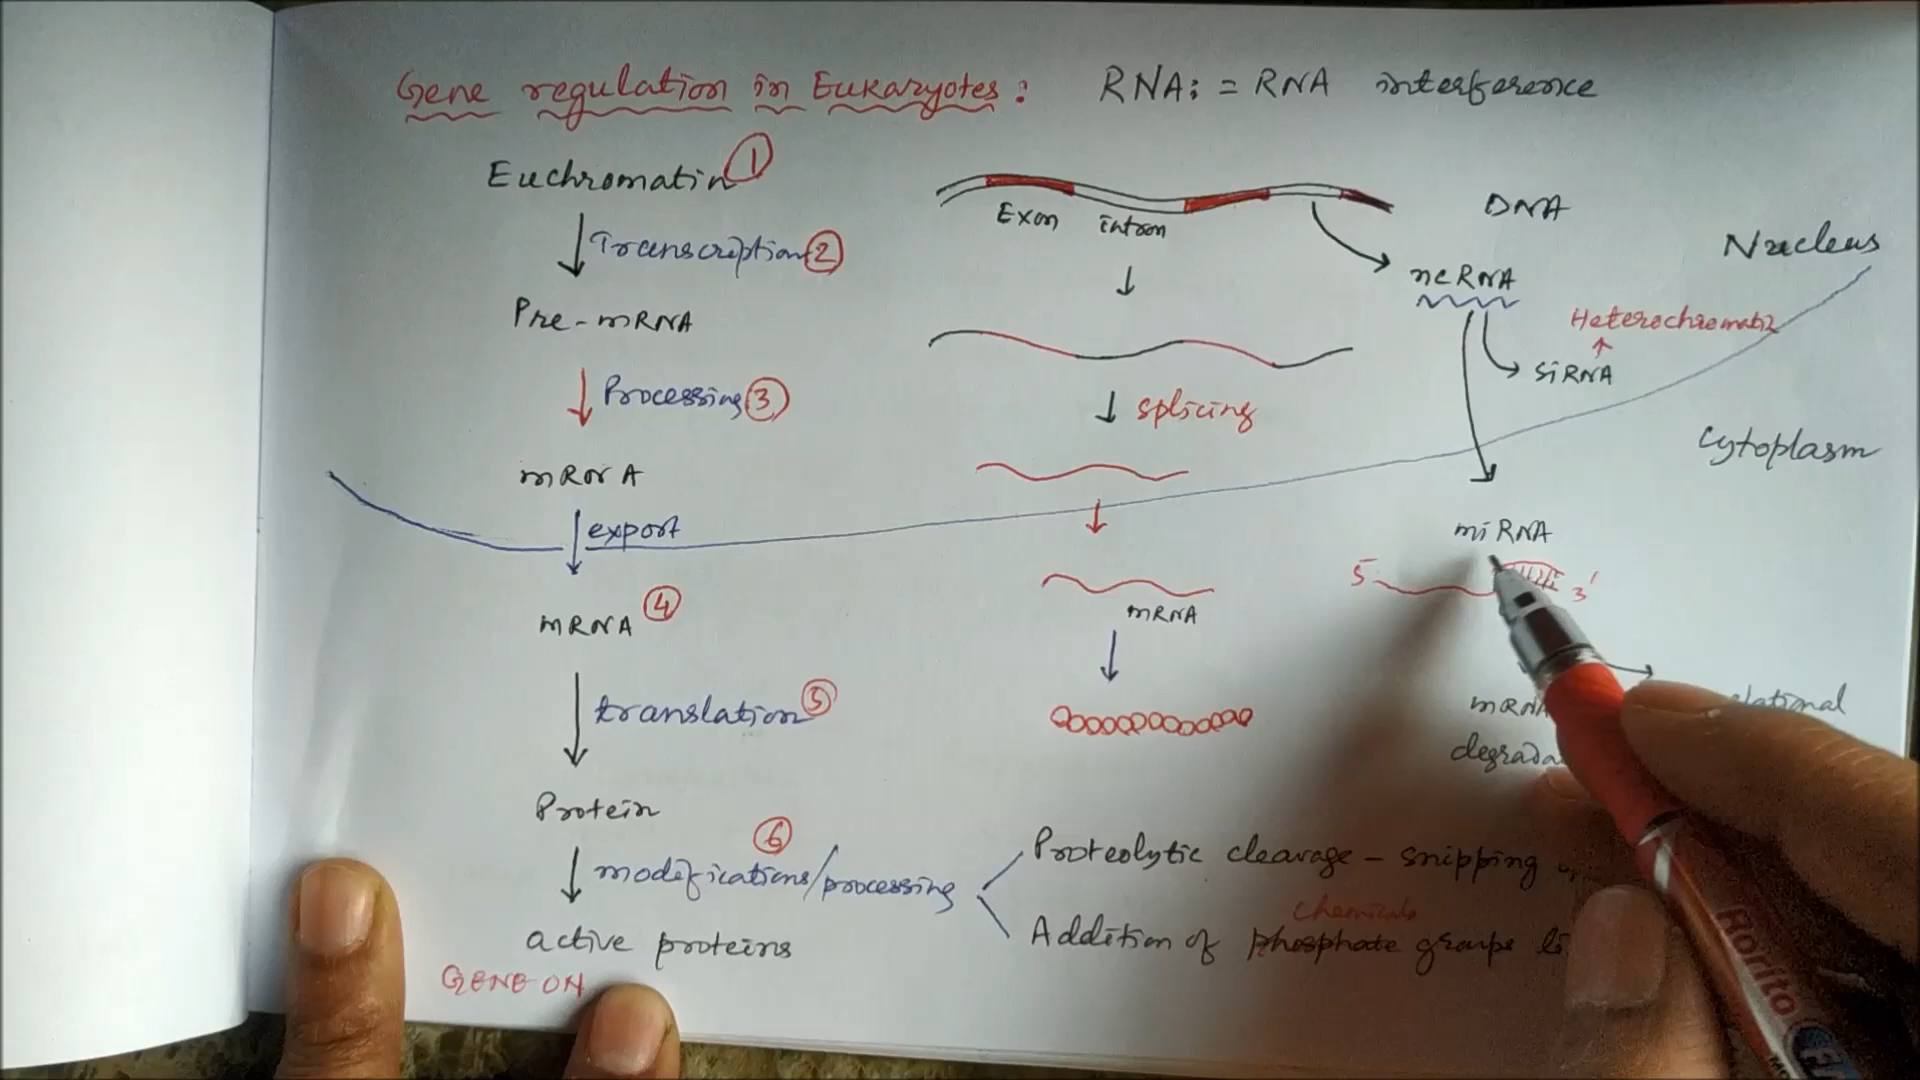 Gene regulation in Eukaryotes: RNAi = RNA interference
Euchromatin 1
Exon intron
DNA
Nucleus
Transcription 2
ncRNA
Pre-mRNA
Heterochromatin
siRNA
Processing 3
splicing
Cytoplasm
mRNA
export
miRNA
5 3'
mRNA 4
mRNA
translation 5
mRNA
Protein
6
modifications/processing
Proteolytic cleavage - snipping
chemicals
Addition of phosphate groups
active proteins
GENE ON
Rorito